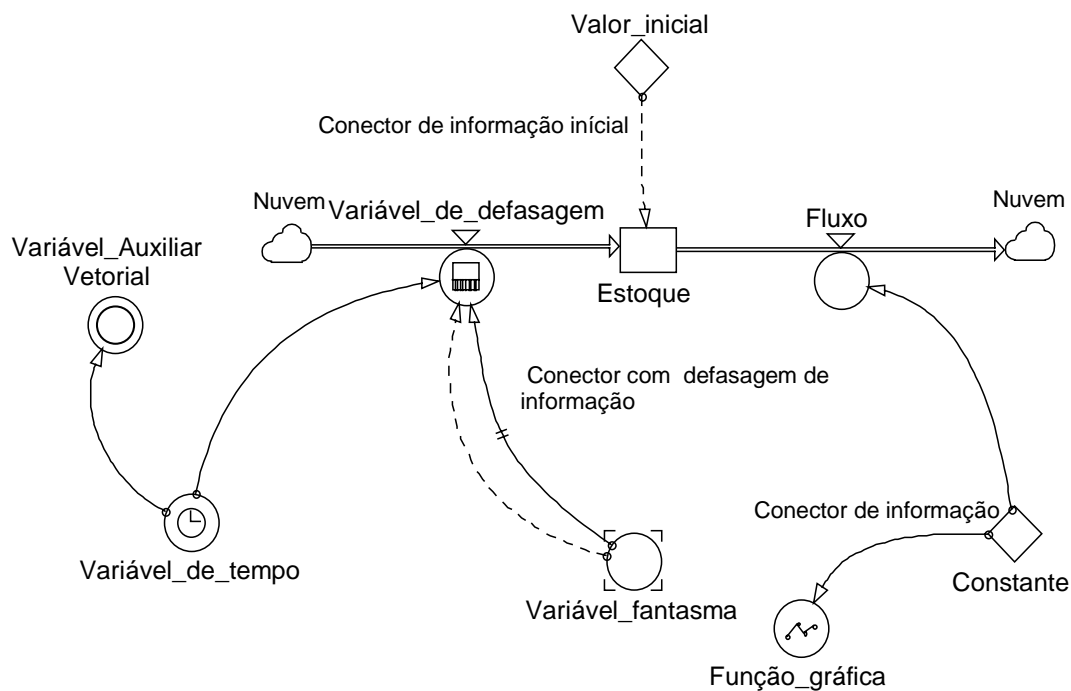 Valor_inicial
Conector de informação inícial
Nuvem
Variável_de_defasagem
Fluxo
Nuvem
Variável_Auxiliar
Vetorial
Estoque
Conector com defasagem de
informação
Conector de informação
Variável_de_tempo
Variável_fantasma
Constante
Função_gráfica